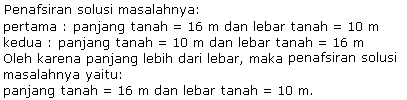 Penafsiran solusi masalahnya:
pertama : panjang tanah = 16 m dan lebar tanah = 10 m
kedua : panjang tanah = 10 m dan lebar tanah = 16 m
Oleh karena panjang lebih dari lebar, maka penafsiran solusi
masalahnya yaitu:
panjang tanah = 16 m dan lebar tanah = 10 m.